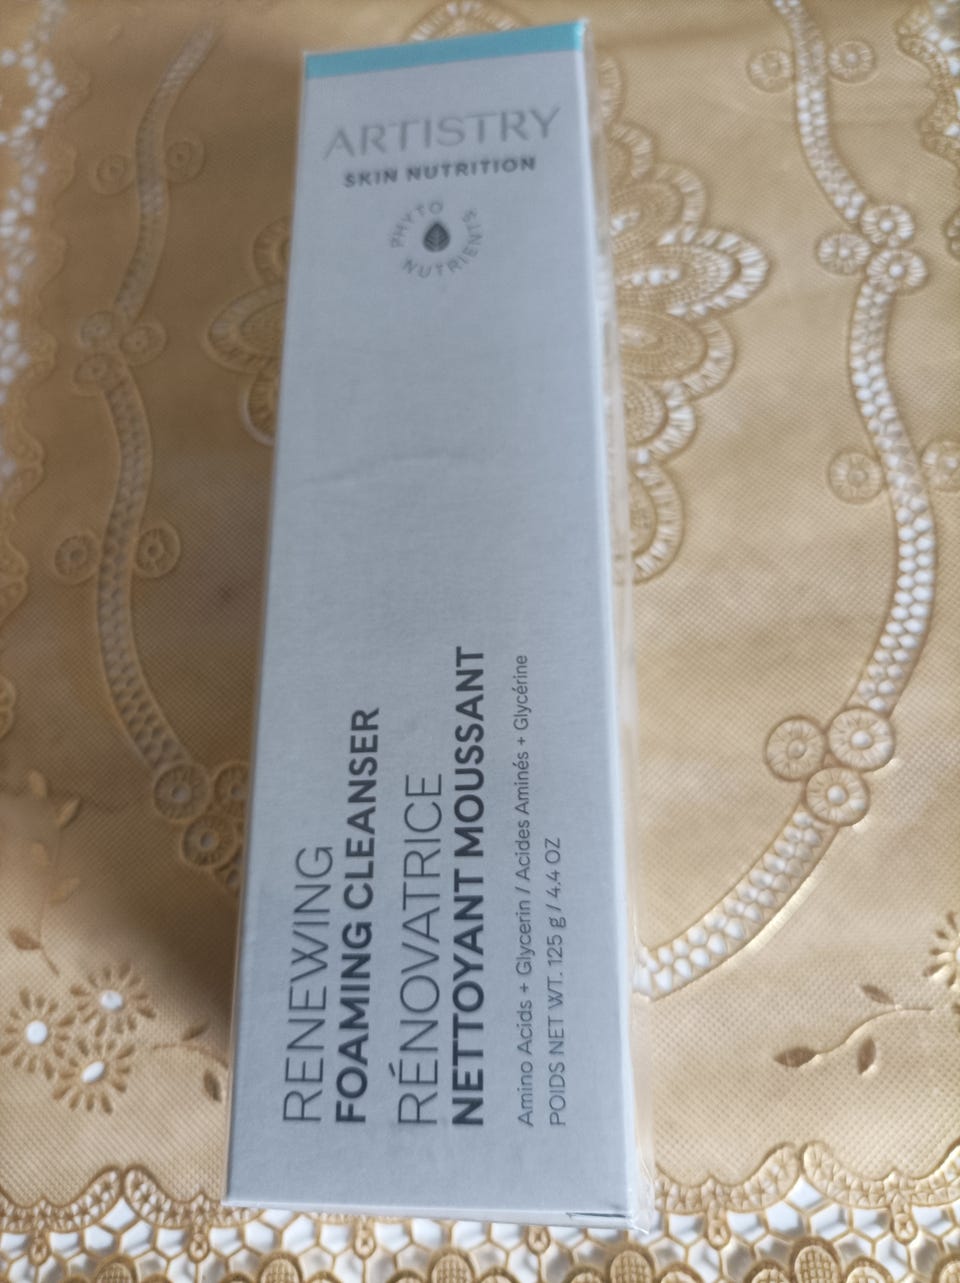 ARTISTRY
SKIN NUTRITION
PHYTO
NUTRIENTS
RENEWING
FOAMING CLEANSER
RÉNOVATRICE
NETTOYANT MOUSSANT
Amino Acids + Glycerin / Acides Aminés + Glycérine
POIDS NET WT. 125 g / 4.4 OZ